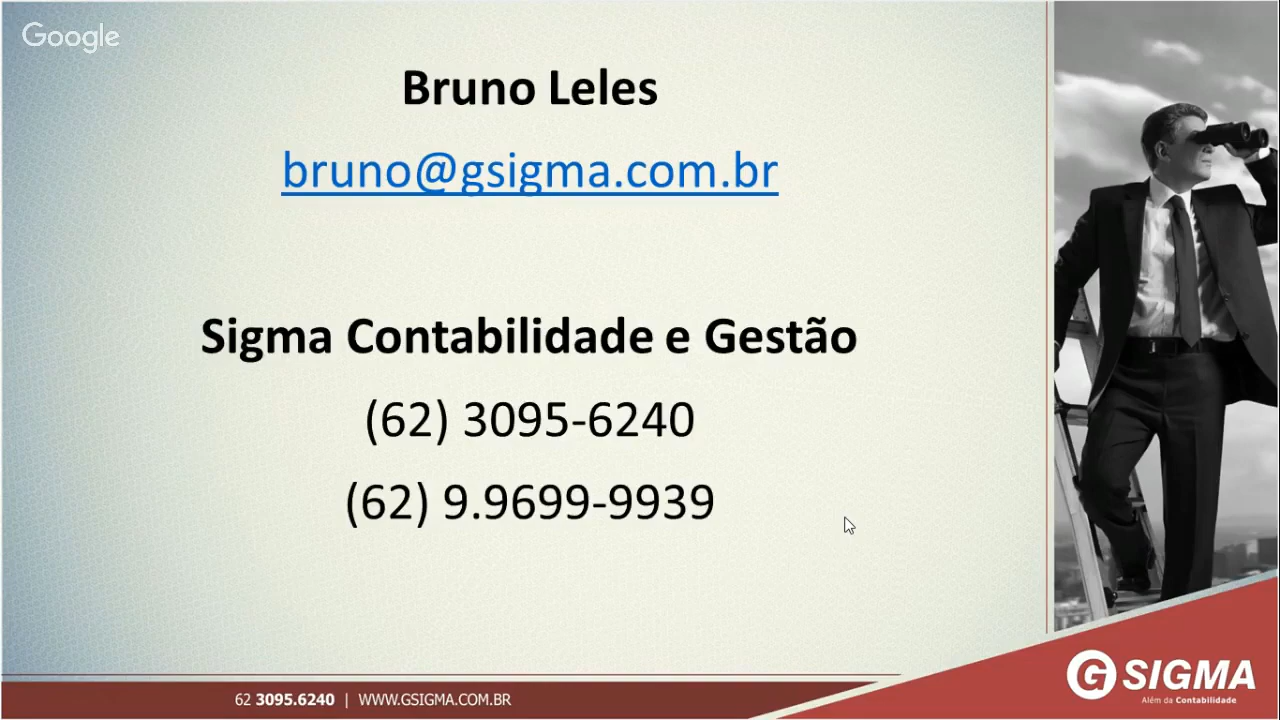 Google
Bruno Leles
bruno@gsigma.com.br
Sigma Contabilidade e Gestão
(62) 3095-6240
(62) 9.9699-9939
62 3095.6240 | WWW.GSIGMA.COM.BR
G SIGMA
Além da Contabilidade